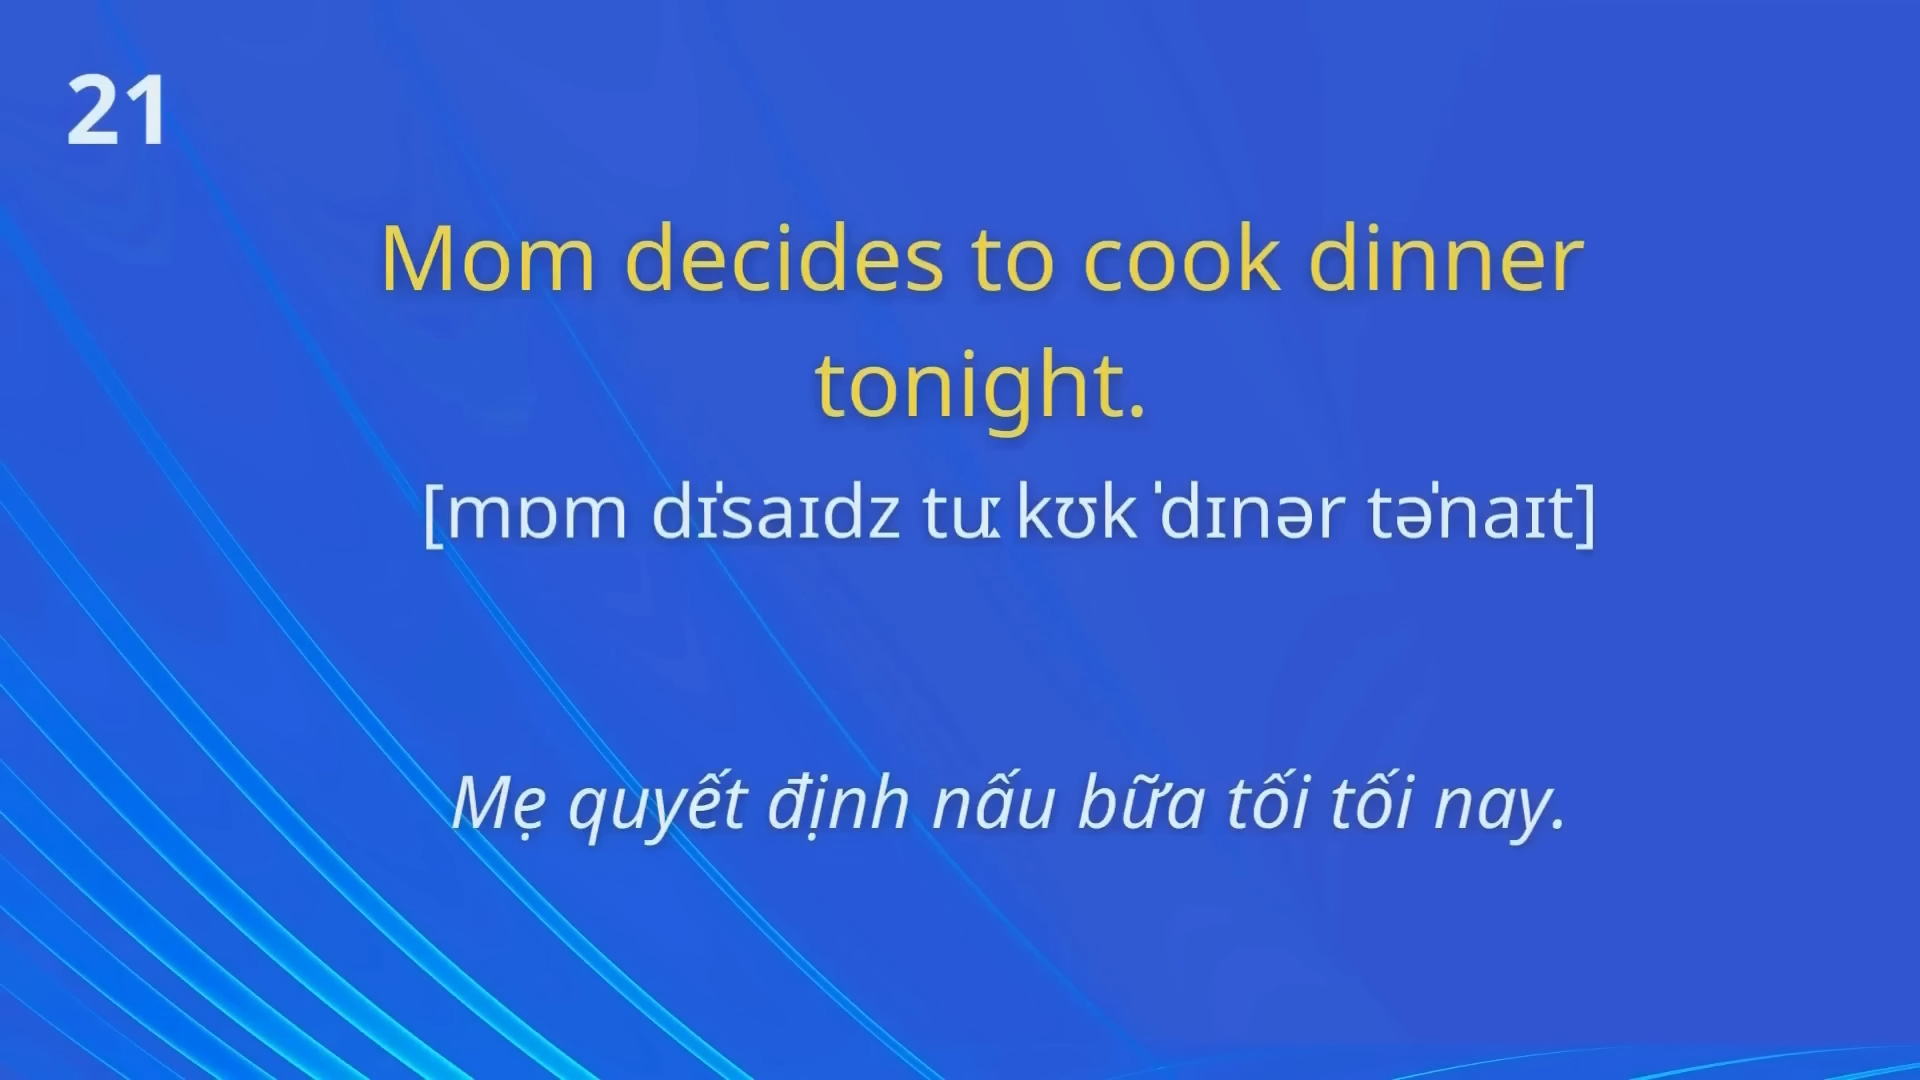 21
Mom decides to cook dinner
tonight.
[mɒm dɪˈsaɪdz tuː kʊk ˈdɪnər təˈnaɪt]
Mẹ quyết định nấu bữa tối tối nay.